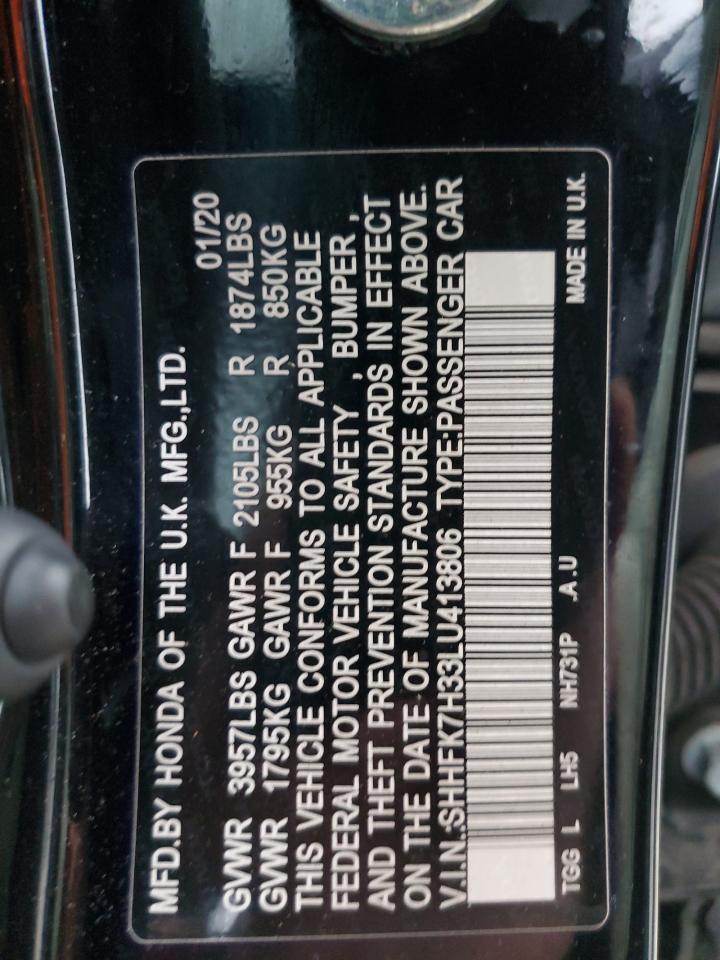 MFD.BY HONDA OF THE U.K. MFG.,LTD.
01/20
GVWR 3957LBS GAWR F 2105LBS R 1874LBS
GVWR 1795KG GAWR F 955KG R 850KG
THIS VEHICLE CONFORMS TO ALL APPLICABLE
FEDERAL MOTOR VEHICLE SAFETY , BUMPER ,
AND THEFT PREVENTION STANDARDS IN EFFECT
ON THE DATE OF MANUFACTURE SHOWN ABOVE.
V.I.N.:SHHFK7H33LU413806 TYPE:PASSENGER CAR
TGG L LH5 NH731P .A.U MADE IN U.K.